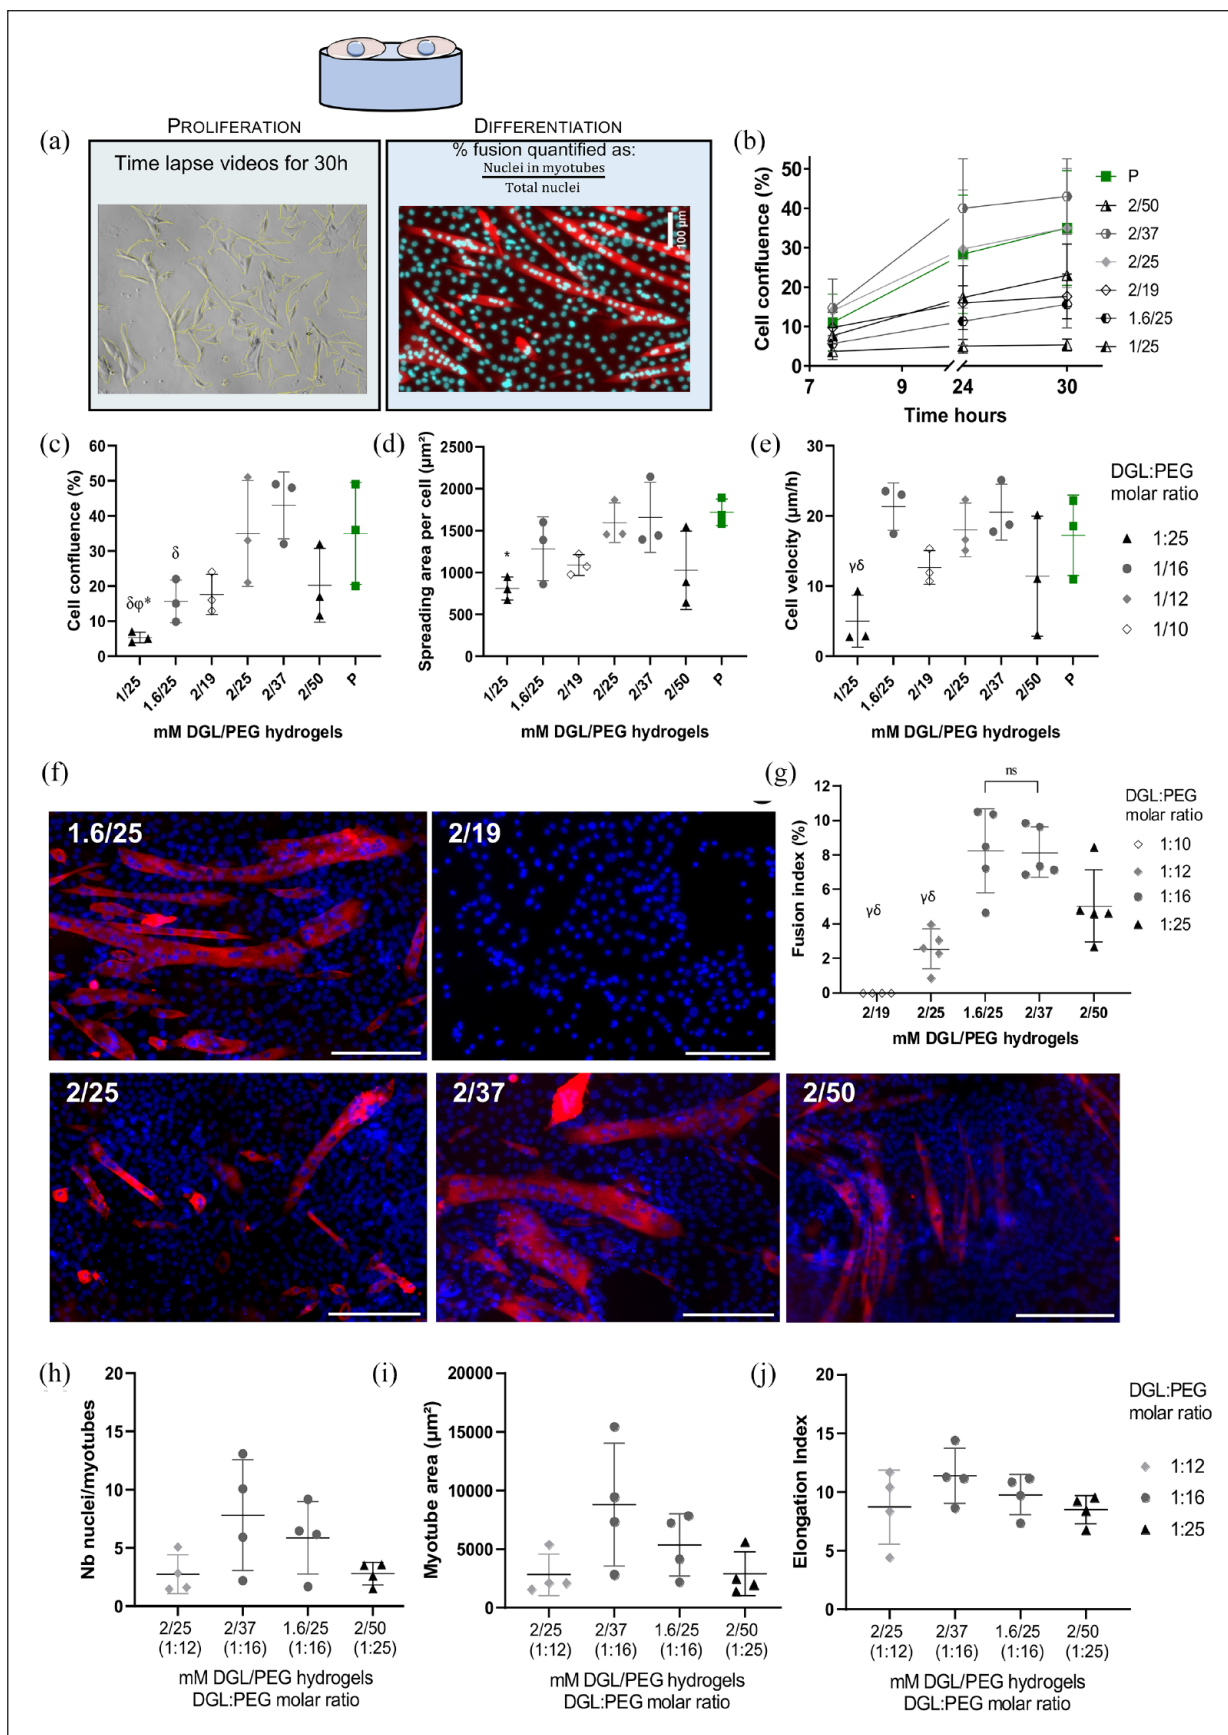 (a)
PROLIFERATION
Time lapse videos for 30h
DIFFERENTIATION
% fusion quantified as:
Nuclei in myotubes
Total nuclei
100 µm
(b)
Cell confluence (%)
50
40
30
20
10
0
7
9
24
30
Time hours
P
2/50
2/37
2/25
2/19
1.6/25
1/25
(c)
Cell confluence (%)
60
50
40
30
20
10
0
δφ*
δ
1/25
1.6/25
2/19
2/25
2/37
2/50
P
mM DGL/PEG hydrogels
(d)
Spreading area per cell (µm²)
2500
2000
1500
1000
500
0
*
1/25
1.6/25
2/19
2/25
2/37
2/50
P
mM DGL/PEG hydrogels
(e)
Cell velocity (µm/h)
30
20
10
0
γδ
1/25
1.6/25
2/19
2/25
2/37
2/50
P
mM DGL/PEG hydrogels
DGL:PEG
molar ratio
1:25
1/16
1/12
1/10
(f)
1.6/25
2/19
2/25
2/37
2/50
(g)
Fusion index (%)
12
10
8
6
4
2
0
γδ
γδ
ns
2/19
2/25
1.6/25
2/37
2/50
mM DGL/PEG hydrogels
DGL:PEG
molar ratio
1:10
1:12
1:16
1:25
(h)
Nb nuclei/myotubes
20
15
10
5
0
2/25
(1:12)
2/37
(1:16)
1.6/25
(1:16)
2/50
(1:25)
mM DGL/PEG hydrogels
DGL:PEG molar ratio
(i)
Myotube area (µm²)
20000
15000
10000
5000
0
2/25
(1:12)
2/37
(1:16)
1.6/25
(1:16)
2/50
(1:25)
mM DGL/PEG hydrogels
DGL:PEG molar ratio
(j)
Elongation Index
20
15
10
5
0
2/25
(1:12)
2/37
(1:16)
1.6/25
(1:16)
2/50
(1:25)
mM DGL/PEG hydrogels
DGL:PEG molar ratio
DGL:PEG
molar ratio
1:12
1:16
1:25